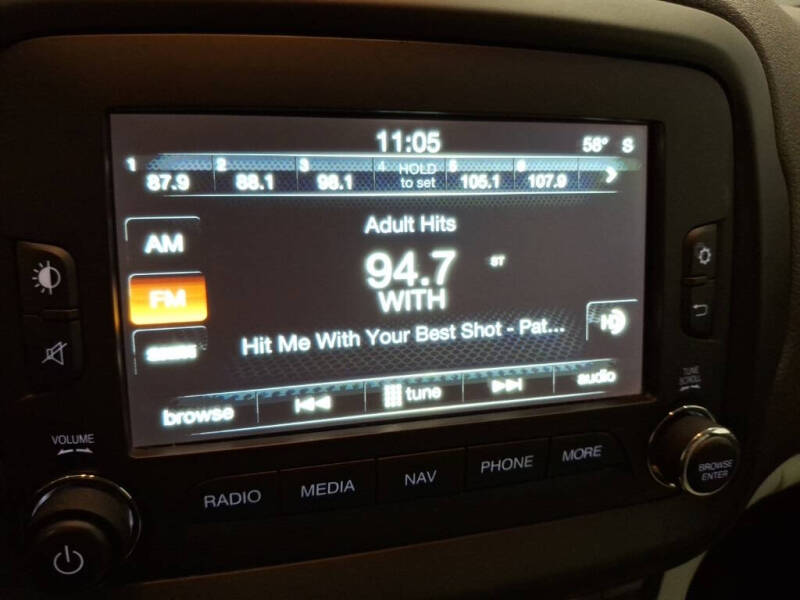 11:05
58° S
1 2 3 4 HOLD 5 6
87.9 88.1 98.1 to set 105.1 107.9
Adult Hits
AM
94.7 ST
FM
WITH
Hit Me With Your Best Shot - Pat...
browse tune audio
TUNE
SCROLL
VOLUME
RADIO MEDIA NAV PHONE MORE
BROWSE
ENTER